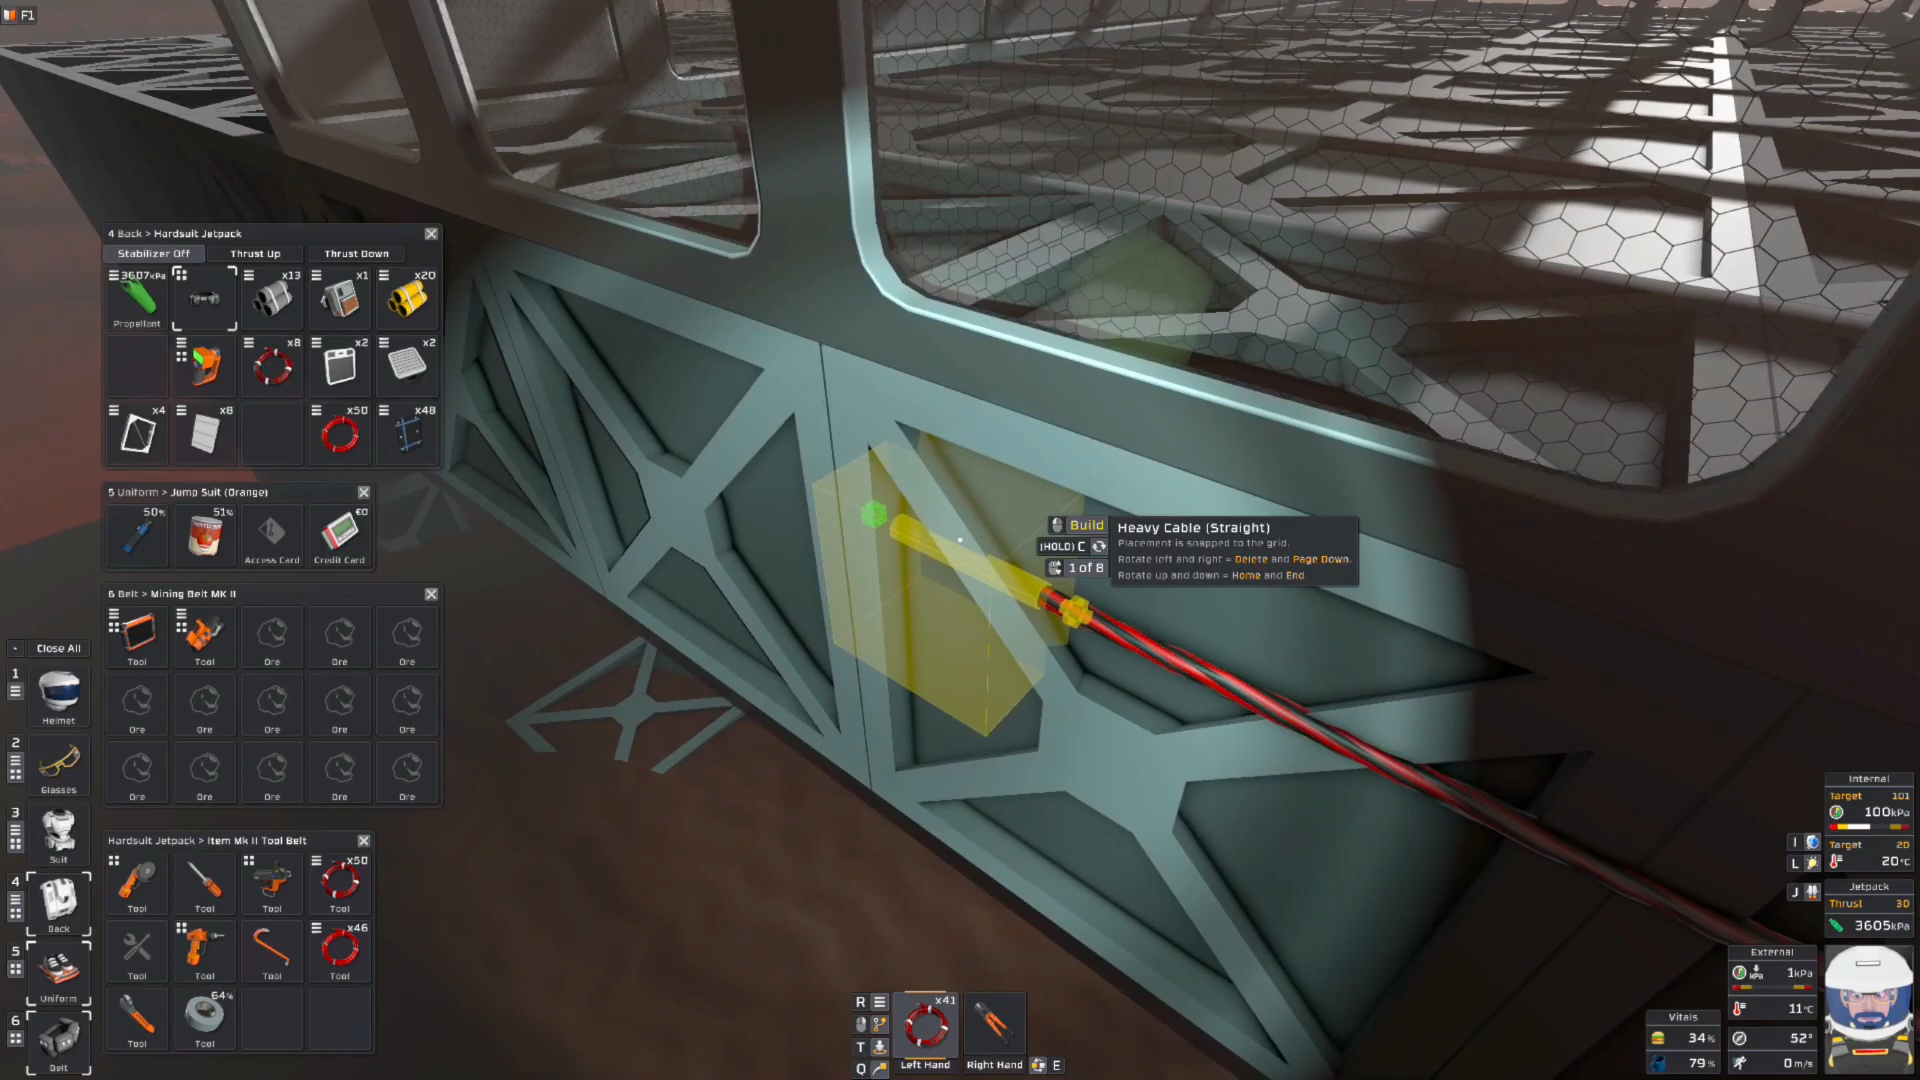 F1
4 Back > Hardsuit Jetpack
Stabilizer Off
Thrust Up
Thrust Down
3607kPa
x13
x1
x20
Propellant
x8
x2
x2
x4
x8
x50
x48
5 Uniform > Jump Suit (Orange)
50%
51%
€0
Access Card
Credit Card
6 Belt > Mining Belt MK II
Tool
Tool
Ore
Ore
Ore
Ore
Ore
Ore
Ore
Ore
Ore
Ore
Ore
Ore
Ore
- Close All
1
Helmet
2
Glasses
3
Suit
4
Back
5
Uniform
6
Belt
Hardsuit Jetpack > Item Mk II Tool Belt
x50
Tool
Tool
Tool
Tool
x46
Tool
Tool
Tool
Tool
64%
Tool
Tool
Build
(HOLD) C
1 of 8
Heavy Cable (Straight)
Placement is snapped to the grid.
Rotate left and right = Delete and Page Down.
Rotate up and down = Home and End
R
T
Q
x41
Left Hand
Right Hand
E
Internal
Target 101
100kPa
Target 20
20°C
I
L
J
Jetpack
Thrust 30
3605kPa
External
kPa
1kPa
11°C
52°
0m/s
Vitals
34%
79%